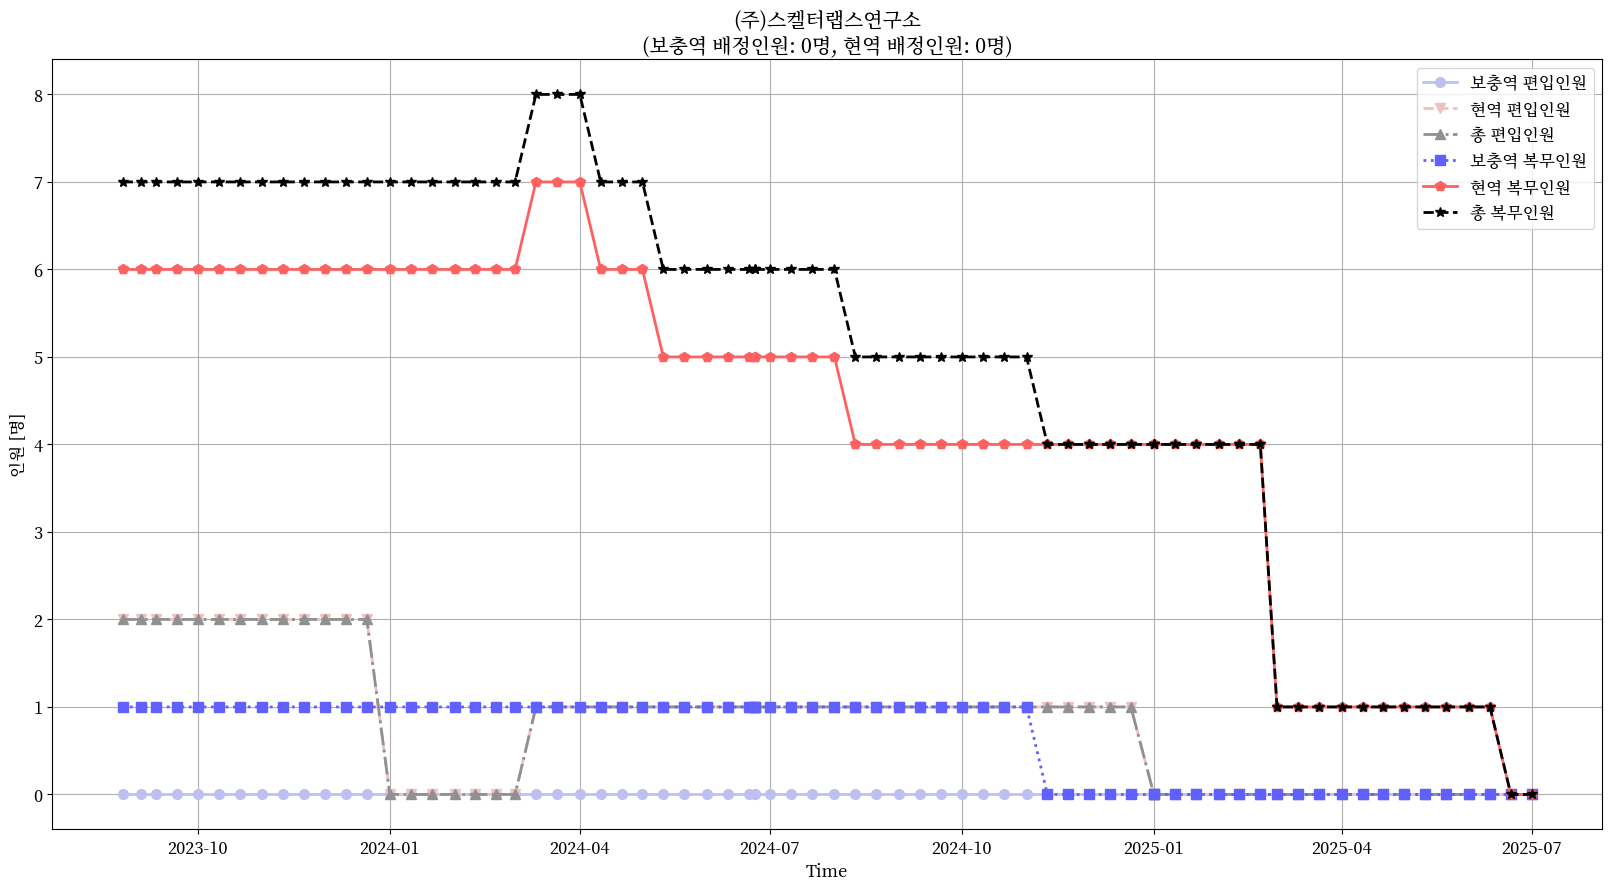 (주)스켈터랩스연구소
(보충역 배정인원: 0명, 현역 배정인원: 0명)
보충역 편입인원
현역 편입인원
총 편입인원
보충역 복무인원
현역 복무인원
총 복무인원
인원 [명]
8
7
6
5
4
3
2
1
0
2023-10 2024-01 2024-04 2024-07 2024-10 2025-01 2025-04 2025-07
Time